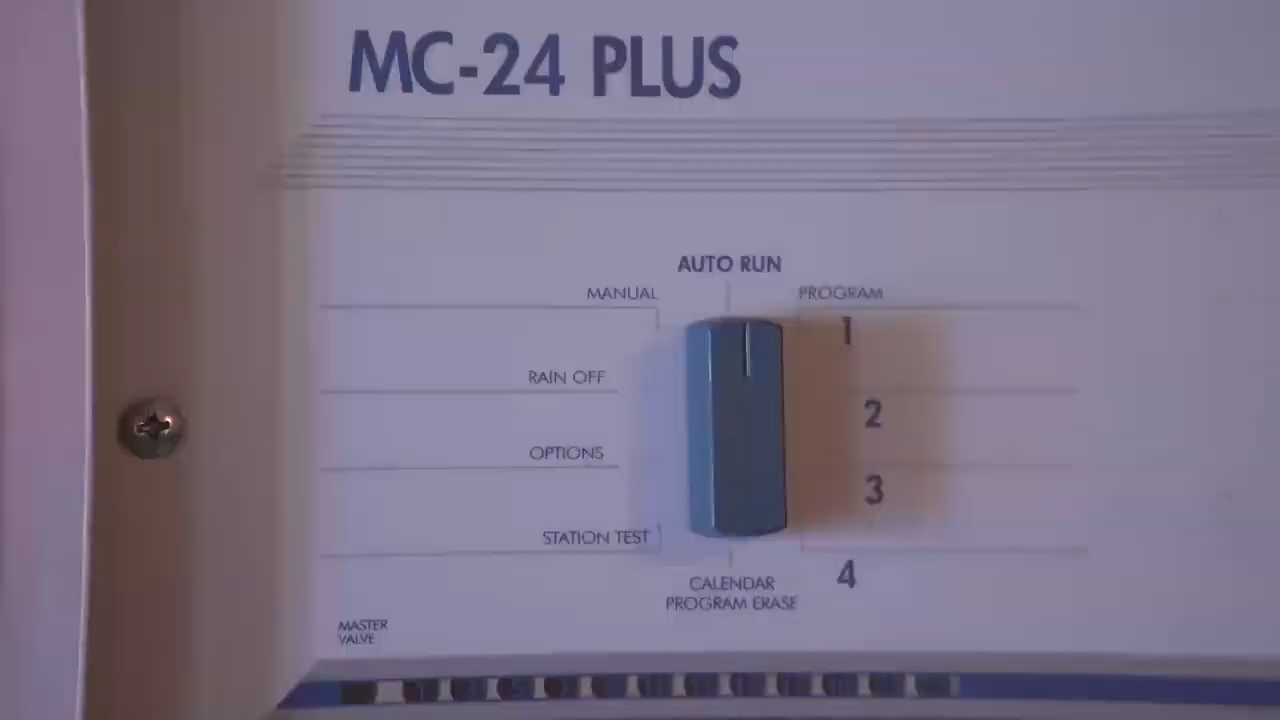 MC-24 PLUS
AUTO RUN
MANUAL
PROGRAM
1
RAIN OFF
2
OPTIONS
3
STATION TEST
4
CALENDAR
PROGRAM ERASE
MASTER
VALVE